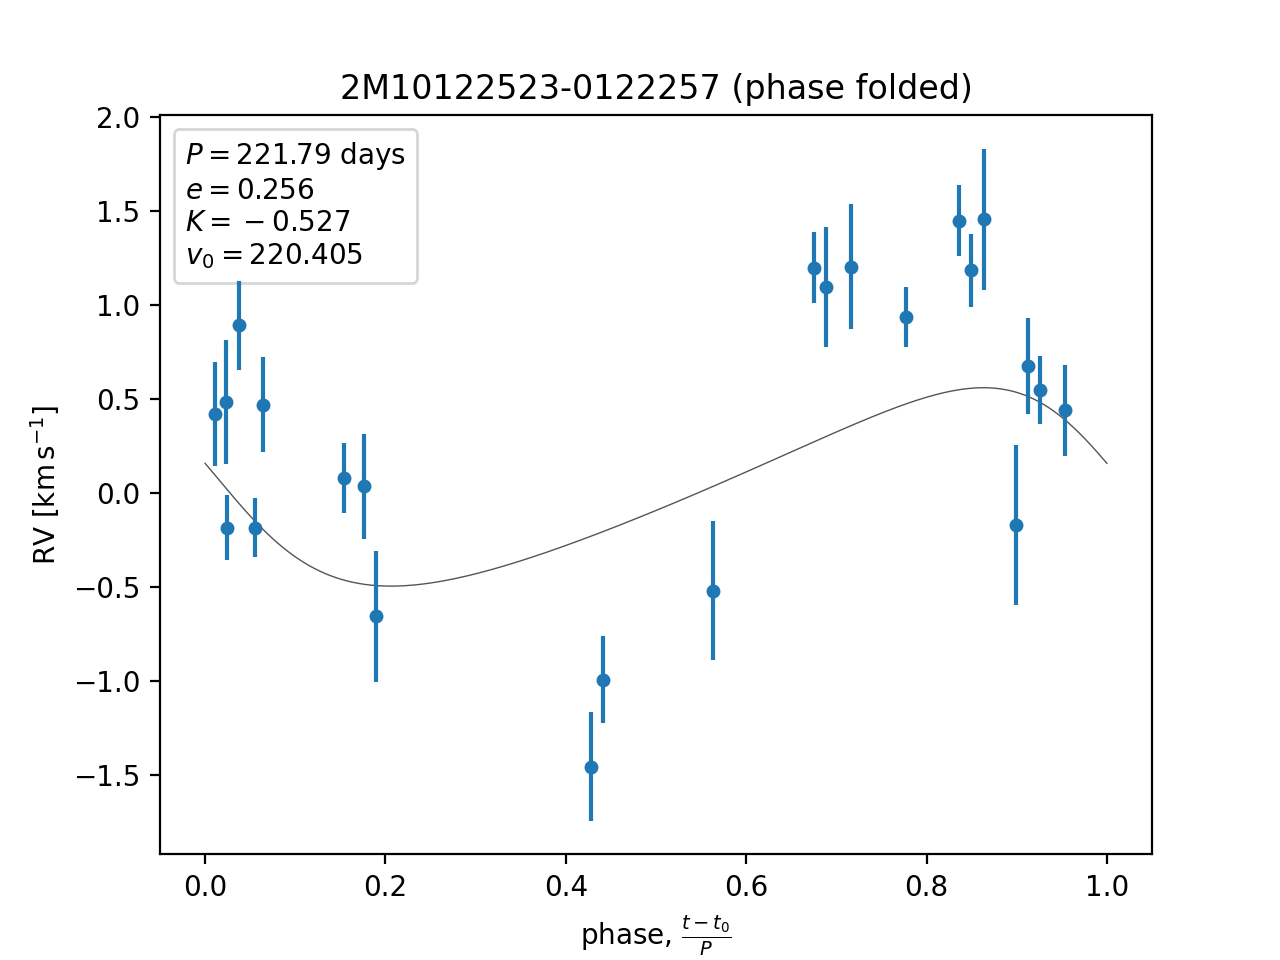 2M10122523-0122257 (phase folded)
P = 221.79 days
e = 0.256
K = −0.527
v₀ = 220.405
2.0
1.5
1.0
0.5
0.0
−0.5
−1.0
−1.5
RV [km s⁻¹]
0.0 0.2 0.4 0.6 0.8 1.0
phase, (t − t₀)/P